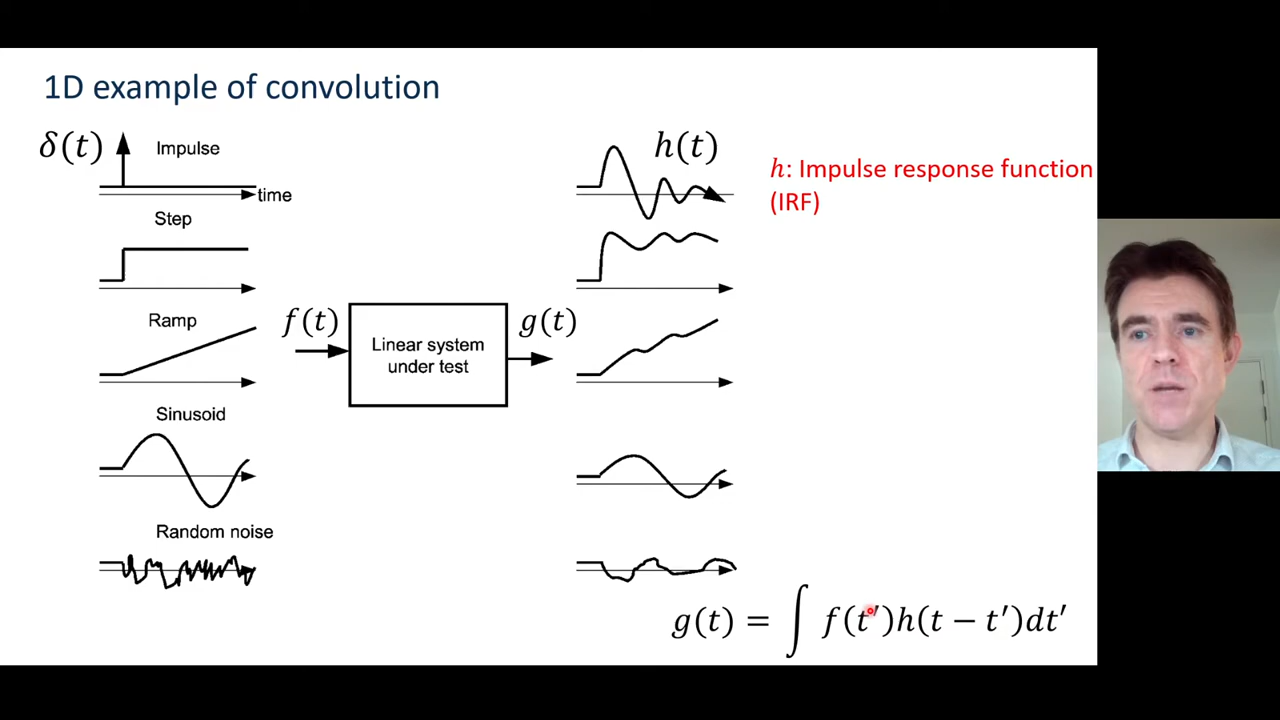 1D example of convolution
δ(t)
Impulse
time
h(t)
h: Impulse response function
(IRF)
Step
Ramp
f(t)
Linear system
under test
g(t)
Sinusoid
Random noise
g(t) = ∫ f(t′)h(t − t′)dt′